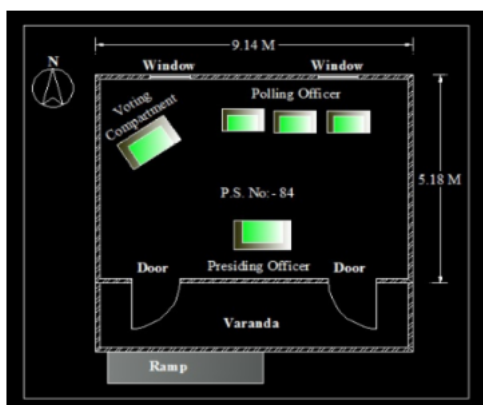 9.14 M
N
Window
Window
Voting
Compartment
Polling Officer
5.18 M
P.S. No:- 84
Door
Presiding Officer
Door
Varanda
Ramp